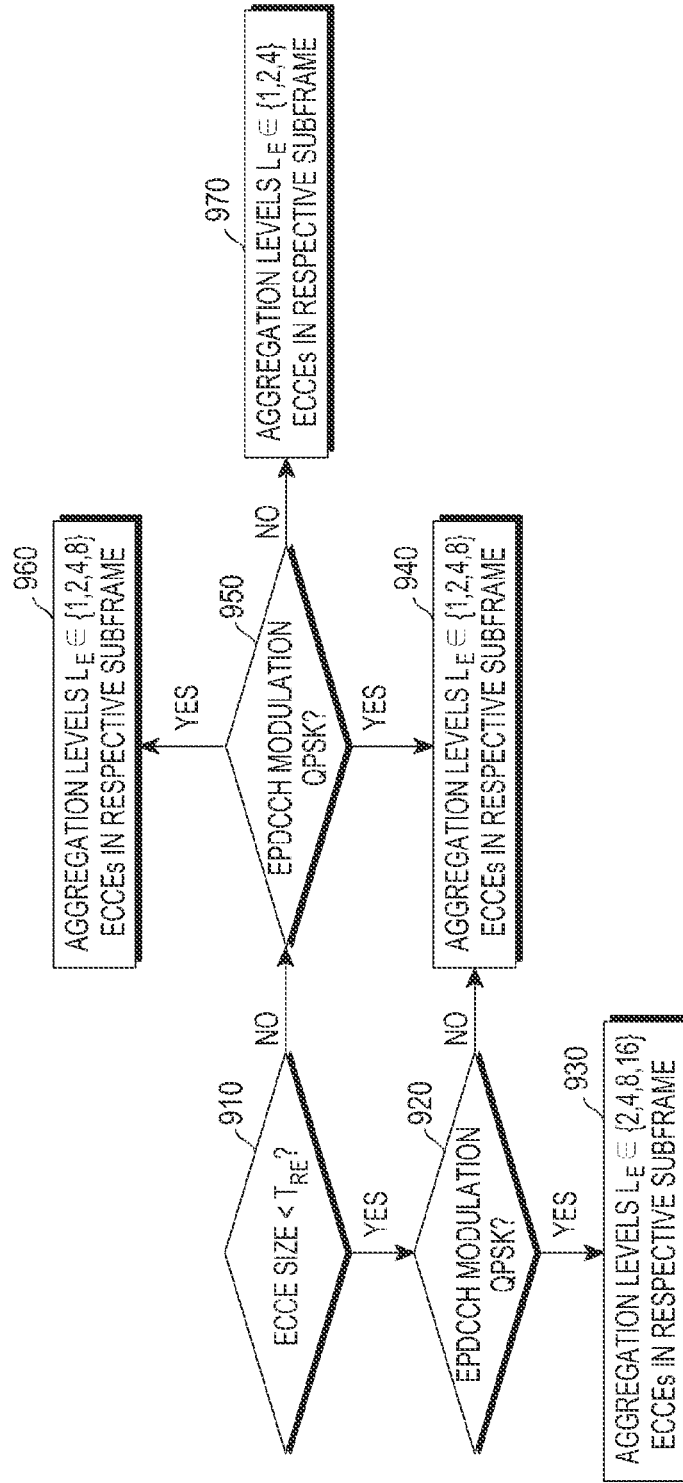 910
ECCE SIZE < T_RE?
NO
YES
920
EPDCCH MODULATION
QPSK?
NO
YES
930
AGGREGATION LEVELS L_E ∈ {2,4,8,16}
ECCEs IN RESPECTIVE SUBFRAME
940
AGGREGATION LEVELS L_E ∈ {1,2,4,8}
ECCEs IN RESPECTIVE SUBFRAME
950
EPDCCH MODULATION
QPSK?
YES
YES
NO
960
AGGREGATION LEVELS L_E ∈ {1,2,4,8}
ECCEs IN RESPECTIVE SUBFRAME
970
AGGREGATION LEVELS L_E ∈ {1,2,4}
ECCEs IN RESPECTIVE SUBFRAME